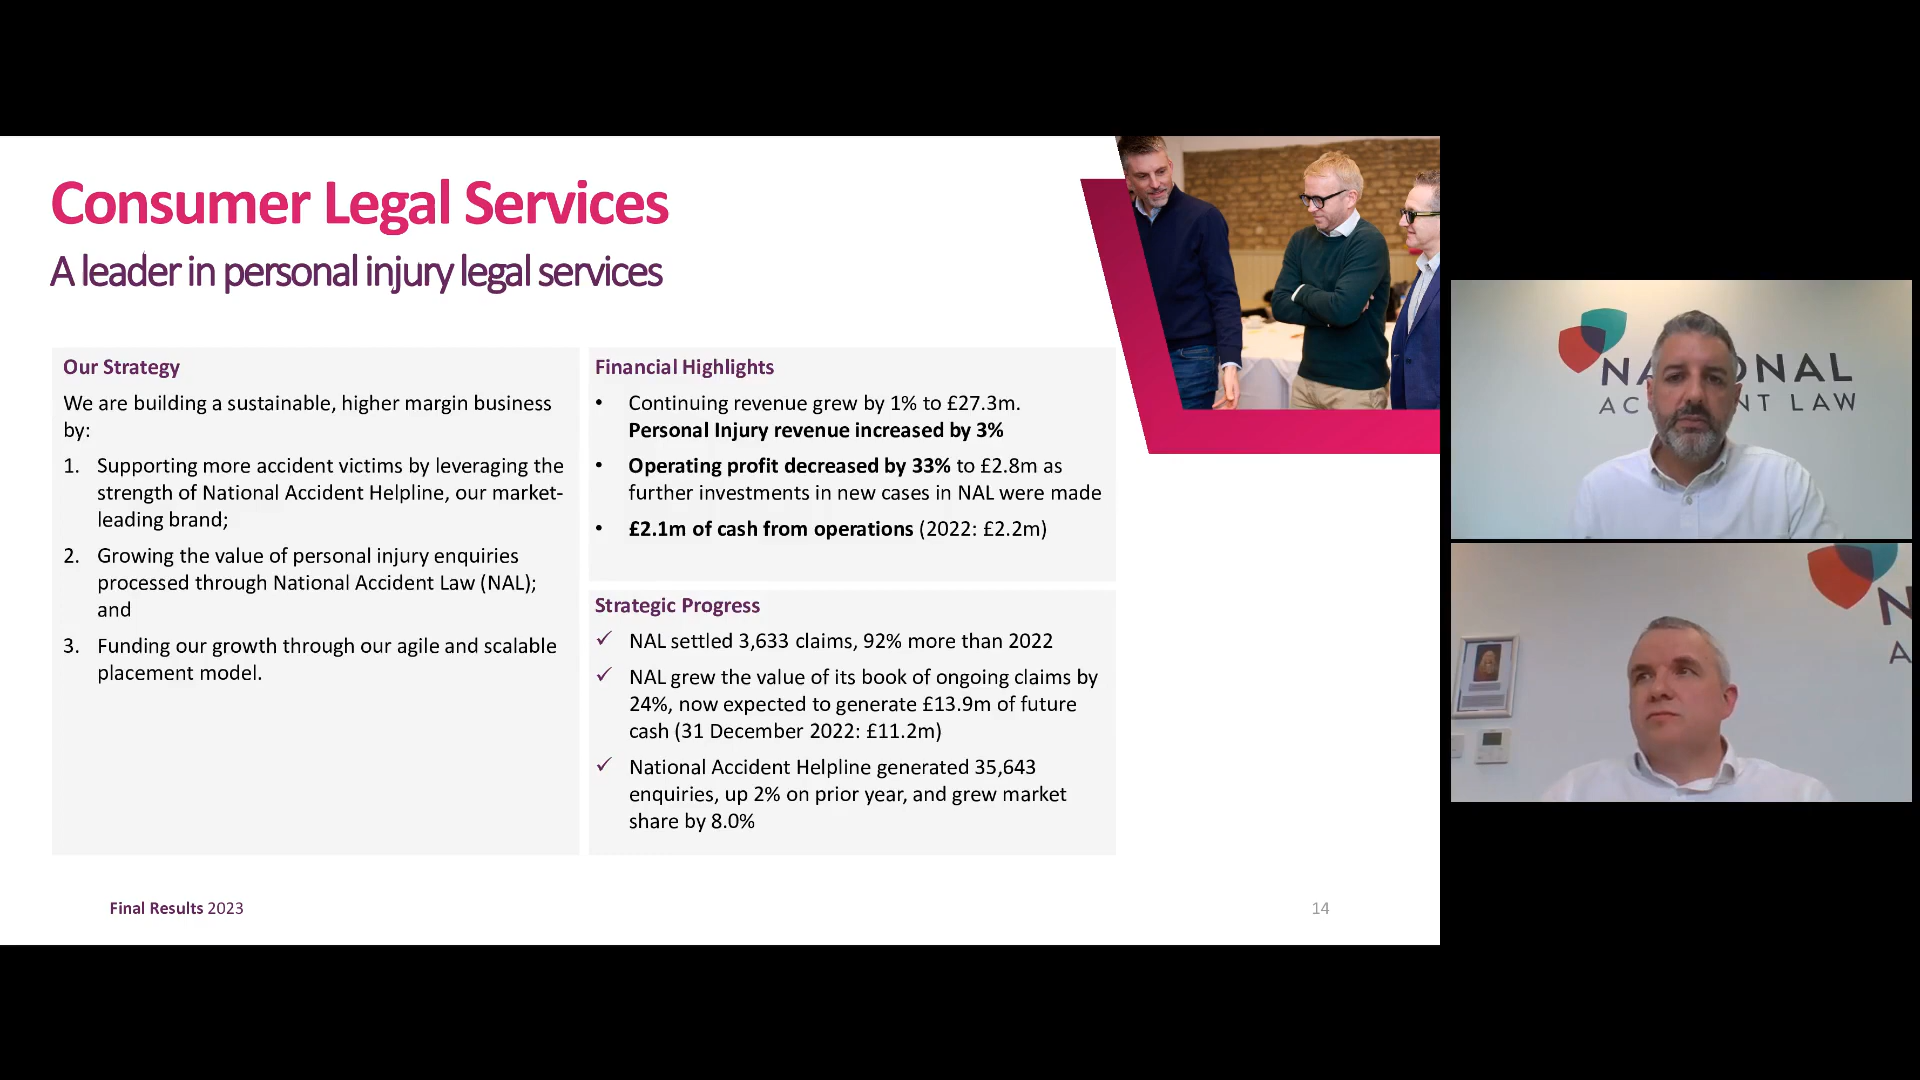 Consumer Legal Services
A leader in personal injury legal services
Our Strategy
We are building a sustainable, higher margin business
by:
1. Supporting more accident victims by leveraging the
strength of National Accident Helpline, our market-
leading brand;
2. Growing the value of personal injury enquiries
processed through National Accident Law (NAL);
and
3. Funding our growth through our agile and scalable
placement model.
Financial Highlights
• Continuing revenue grew by 1% to £27.3m.
Personal Injury revenue increased by 3%
• Operating profit decreased by 33% to £2.8m as
further investments in new cases in NAL were made
• £2.1m of cash from operations (2022: £2.2m)
Strategic Progress
✓ NAL settled 3,633 claims, 92% more than 2022
✓ NAL grew the value of its book of ongoing claims by
24%, now expected to generate £13.9m of future
cash (31 December 2022: £11.2m)
✓ National Accident Helpline generated 35,643
enquiries, up 2% on prior year, and grew market
share by 8.0%
Final Results 2023
14
NA ONAL
AC NT LAW
N
A